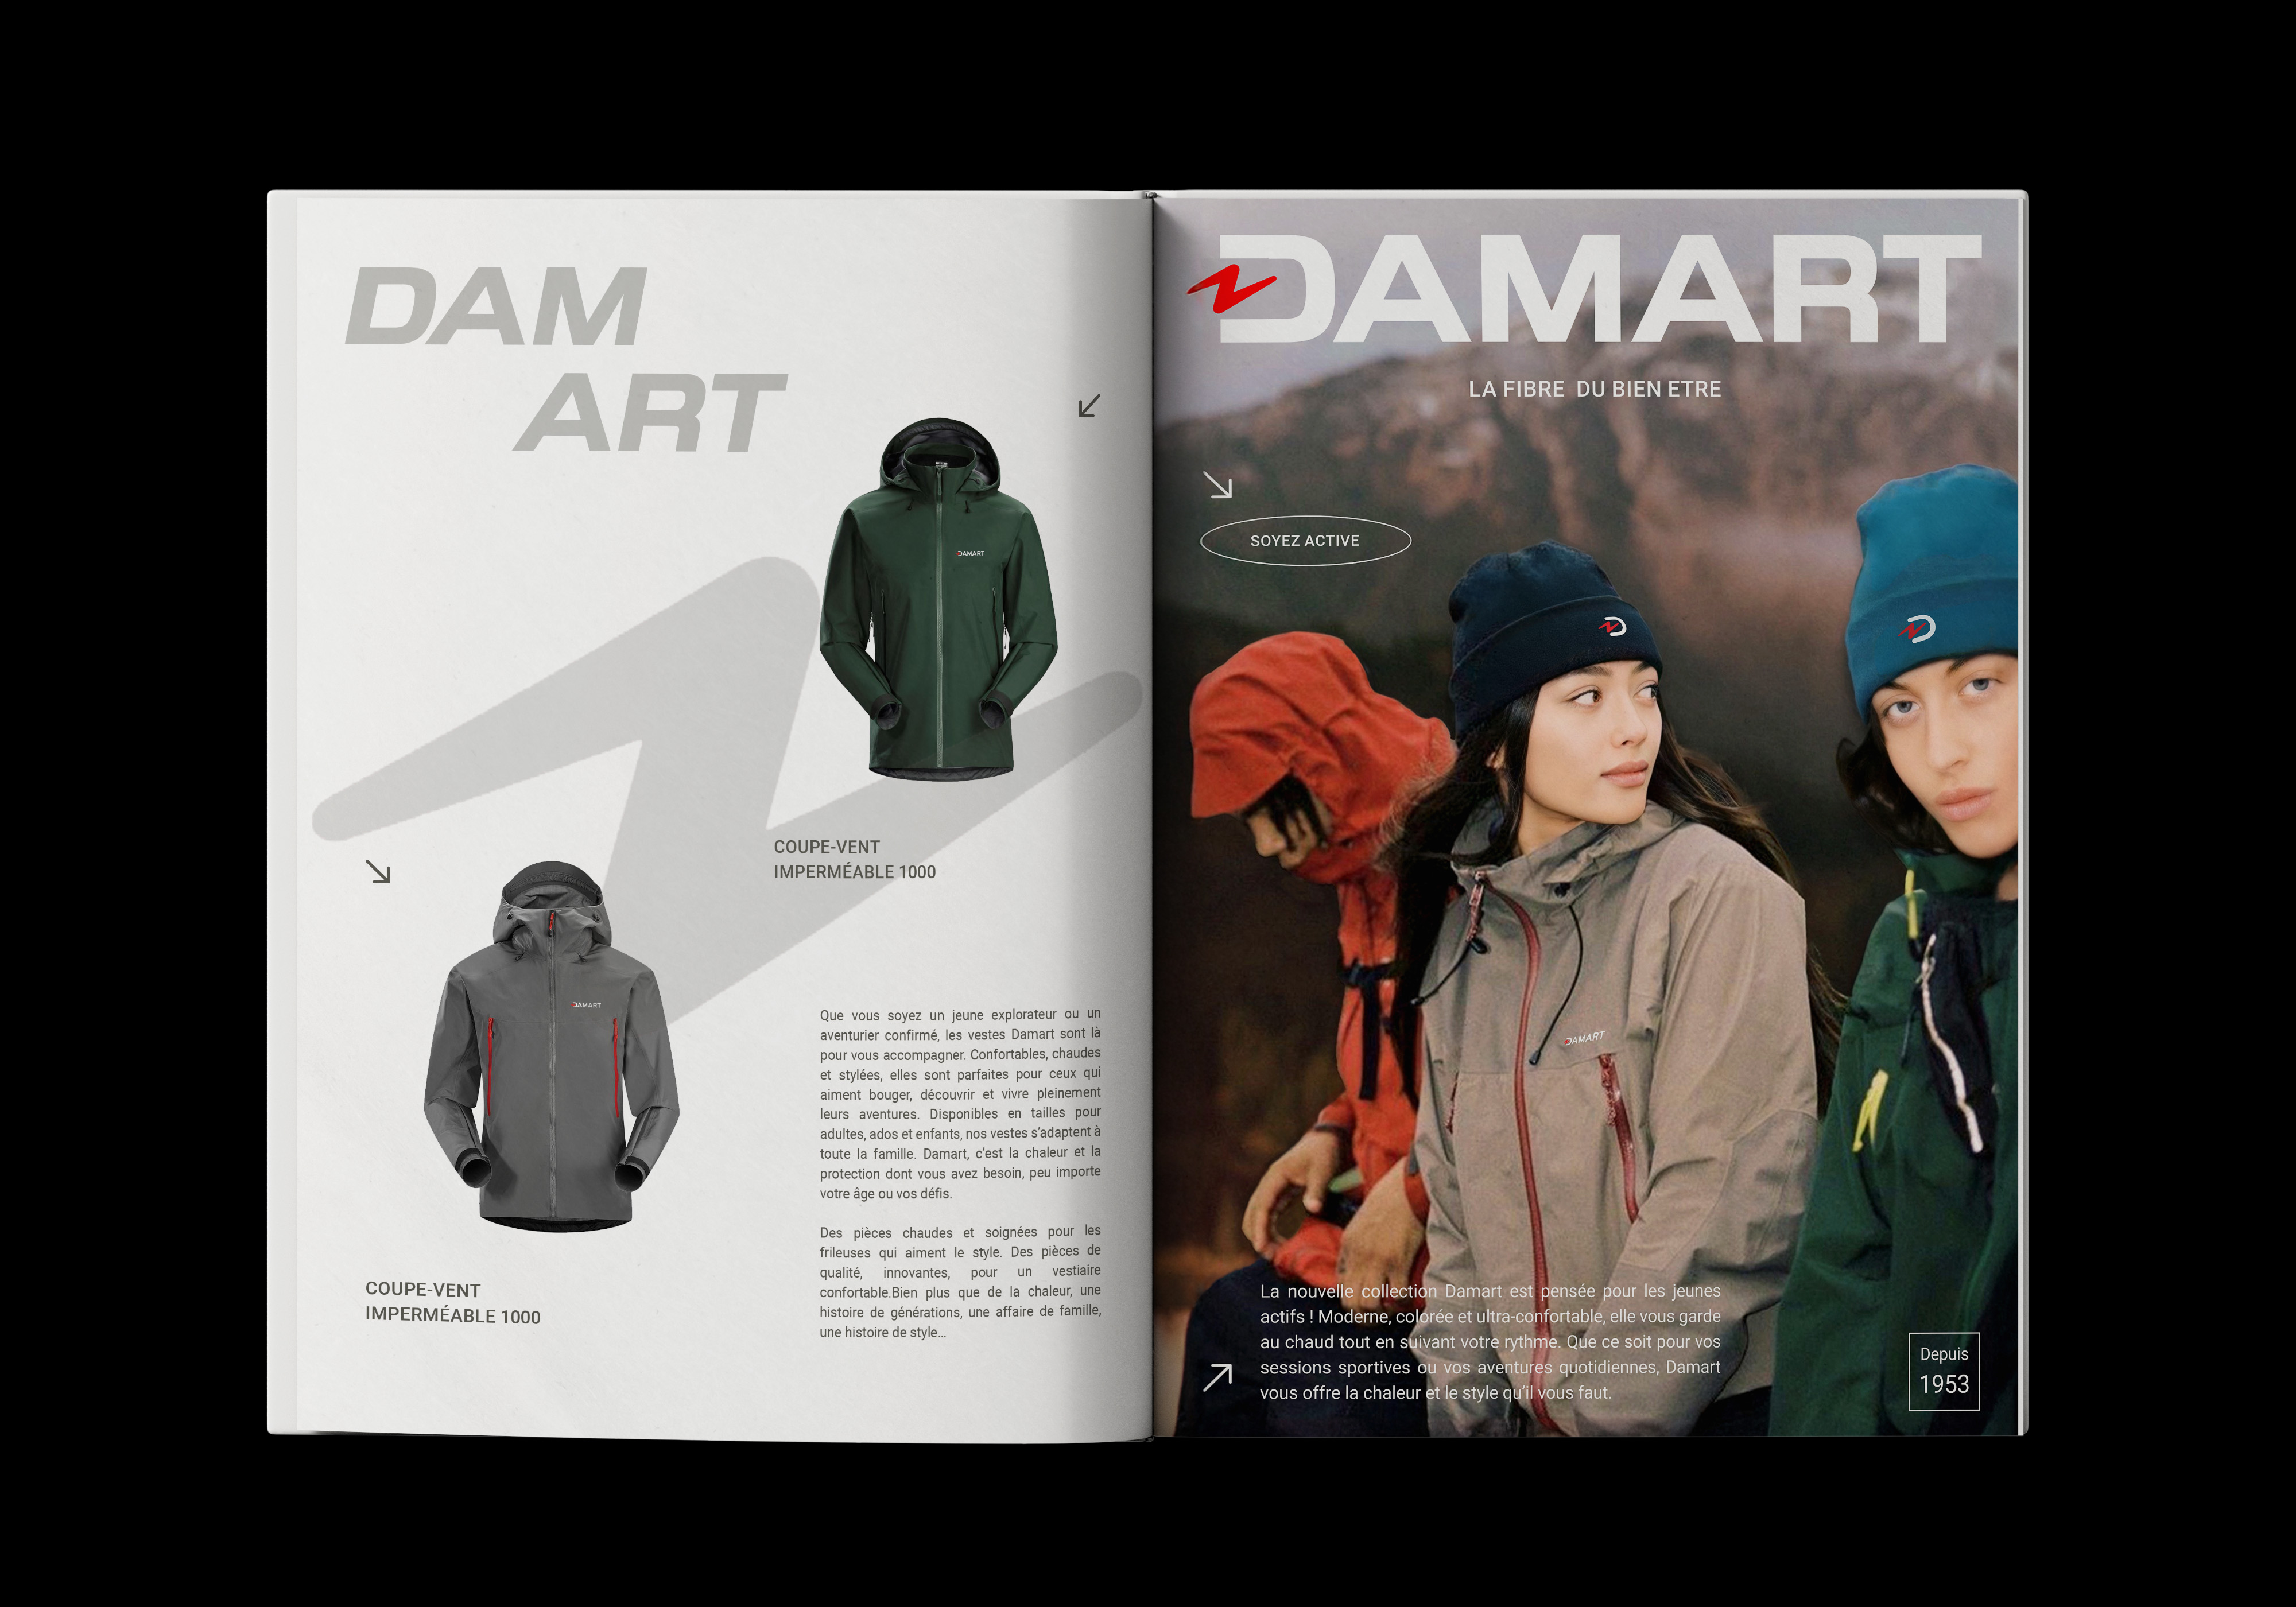 DAM
ART
DAMART
COUPE-VENT
IMPERMÉABLE 1000
DAMART
COUPE-VENT
IMPERMÉABLE 1000
Que vous soyez un jeune explorateur ou un
aventurier confirmé, les vestes Damart sont là
pour vous accompagner. Confortables, chaudes
et stylées, elles sont parfaites pour ceux qui
aiment bouger, découvrir et vivre pleinement
leurs aventures. Disponibles en tailles pour
adultes, ados et enfants, nos vestes s'adaptent à
toute la famille. Damart, c'est la chaleur et la
protection dont vous avez besoin, peu importe
votre âge ou vos défis.
Des pièces chaudes et soignées pour les
frileuses qui aiment le style. Des pièces de
qualité, innovantes, pour un vestiaire
confortable.Bien plus que de la chaleur, une
histoire de générations, une affaire de famille,
une histoire de style...
DAMART
LA FIBRE DU BIEN ETRE
SOYEZ ACTIVE
D
D
DAMART
La nouvelle collection Damart est pensée pour les jeunes
actifs ! Moderne, colorée et ultra-confortable, elle vous garde
au chaud tout en suivant votre rythme. Que ce soit pour vos
sessions sportives ou vos aventures quotidiennes, Damart
vous offre la chaleur et le style qu'il vous faut.
Depuis
1953